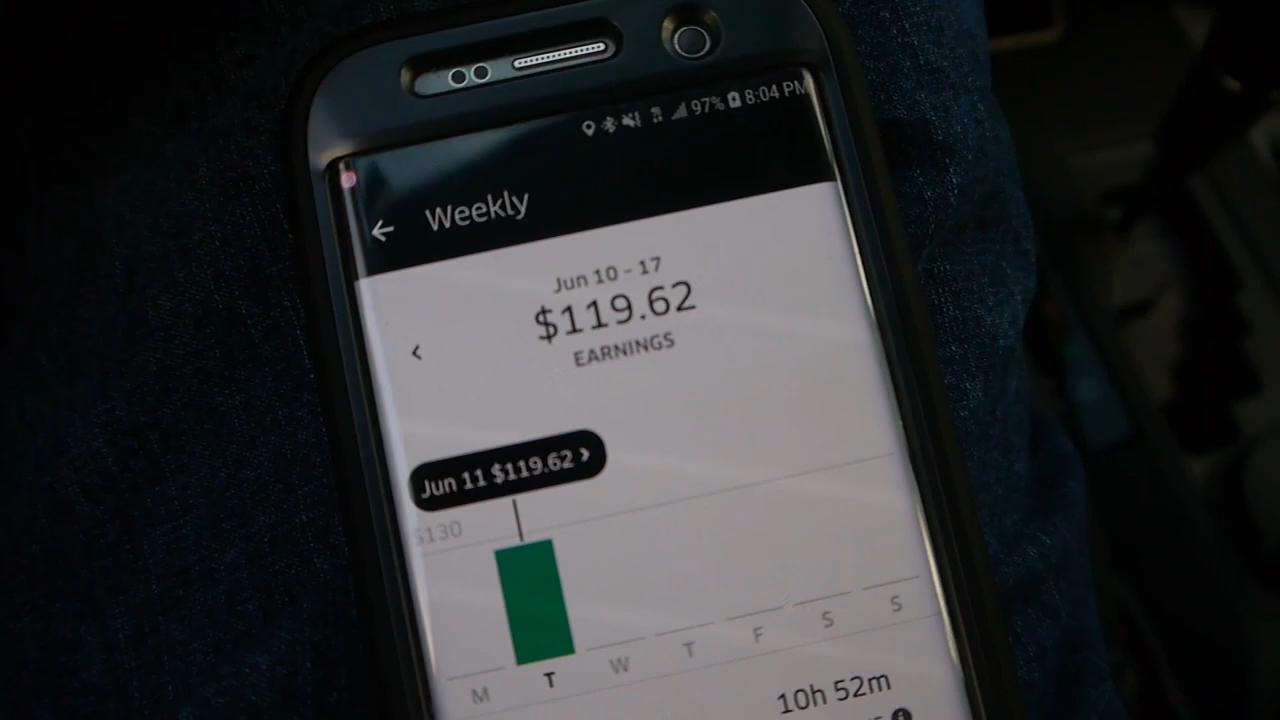 97% 8:04 PM
Weekly
Jun 10 - 17
$119.62
EARNINGS
Jun 11 $119.62
$130
M T W T F S S
10h 52m